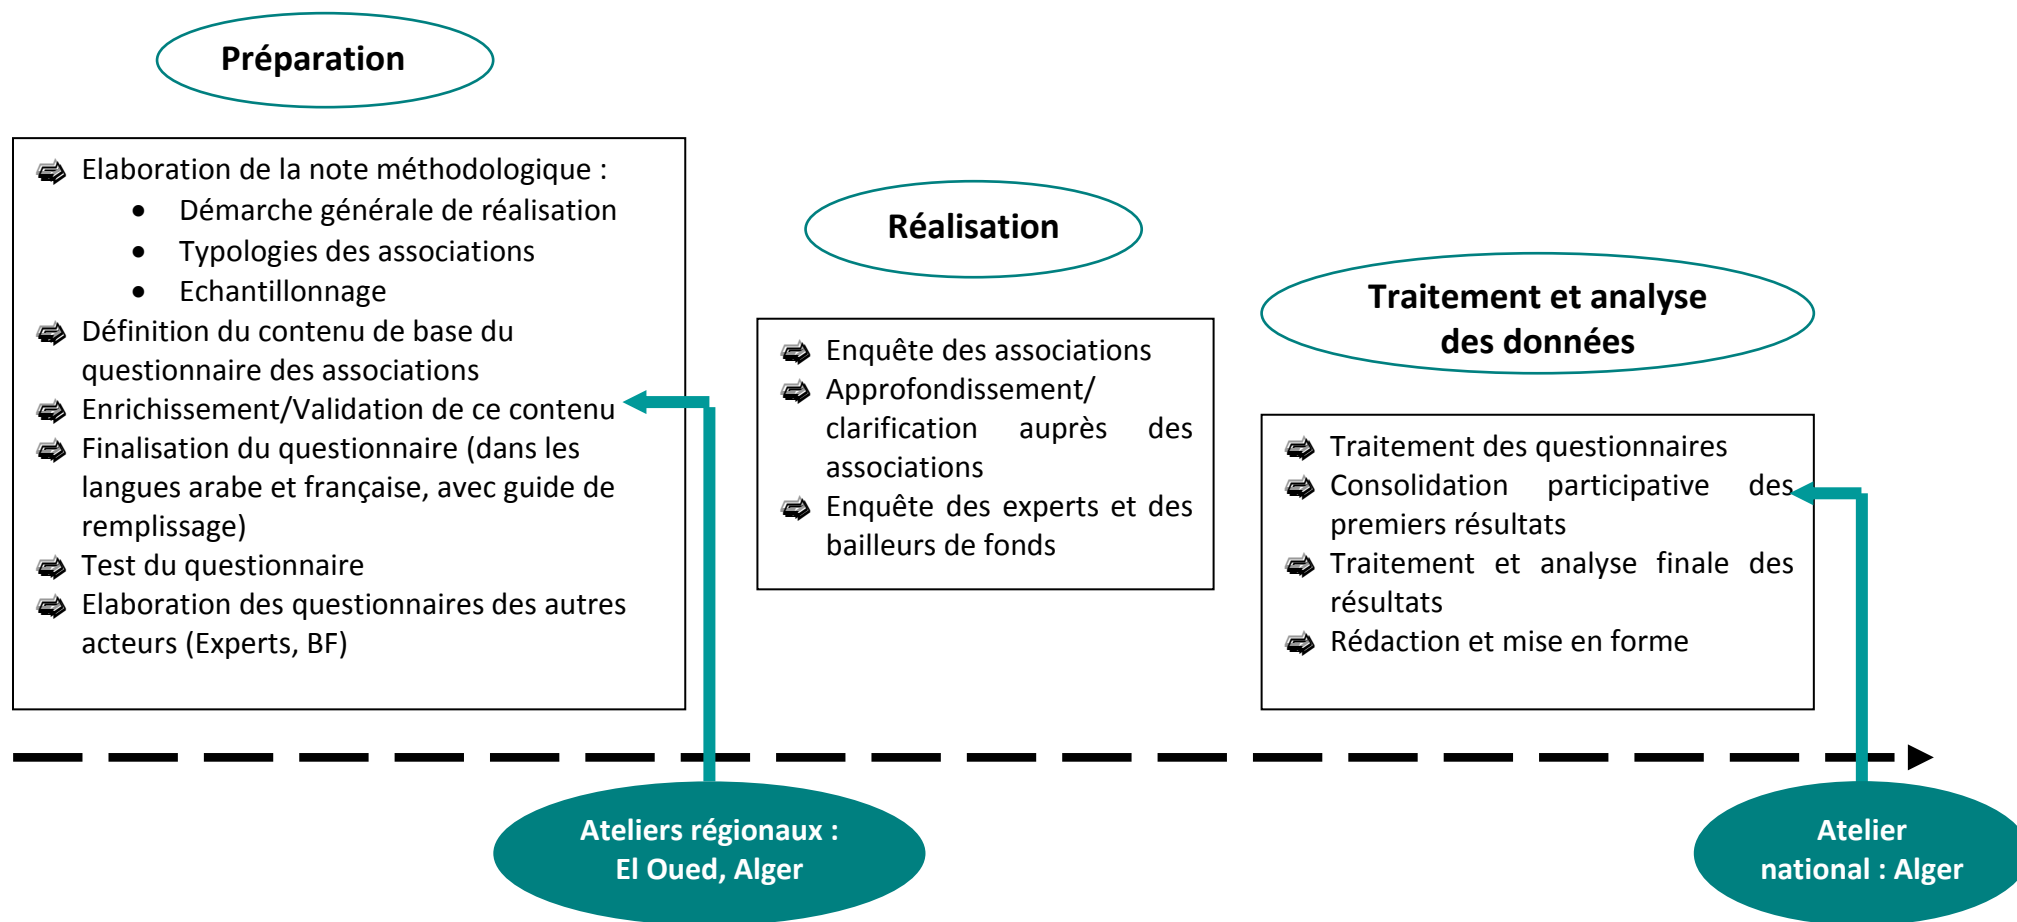 Préparation
Elaboration de la note méthodologique :
• Démarche générale de réalisation
• Typologies des associations
• Echantillonnage
Définition du contenu de base du
questionnaire des associations
Enrichissement/Validation de ce contenu
Finalisation du questionnaire (dans les
langues arabe et française, avec guide de
remplissage)
Test du questionnaire
Elaboration des questionnaires des autres
acteurs (Experts, BF)
Réalisation
Enquête des associations
Approfondissement/
clarification auprès des
associations
Enquête des experts et des
bailleurs de fonds
Traitement et analyse
des données
Traitement des questionnaires
Consolidation participative des
premiers résultats
Traitement et analyse finale des
résultats
Rédaction et mise en forme
Ateliers régionaux :
El Oued, Alger
Atelier
national : Alger